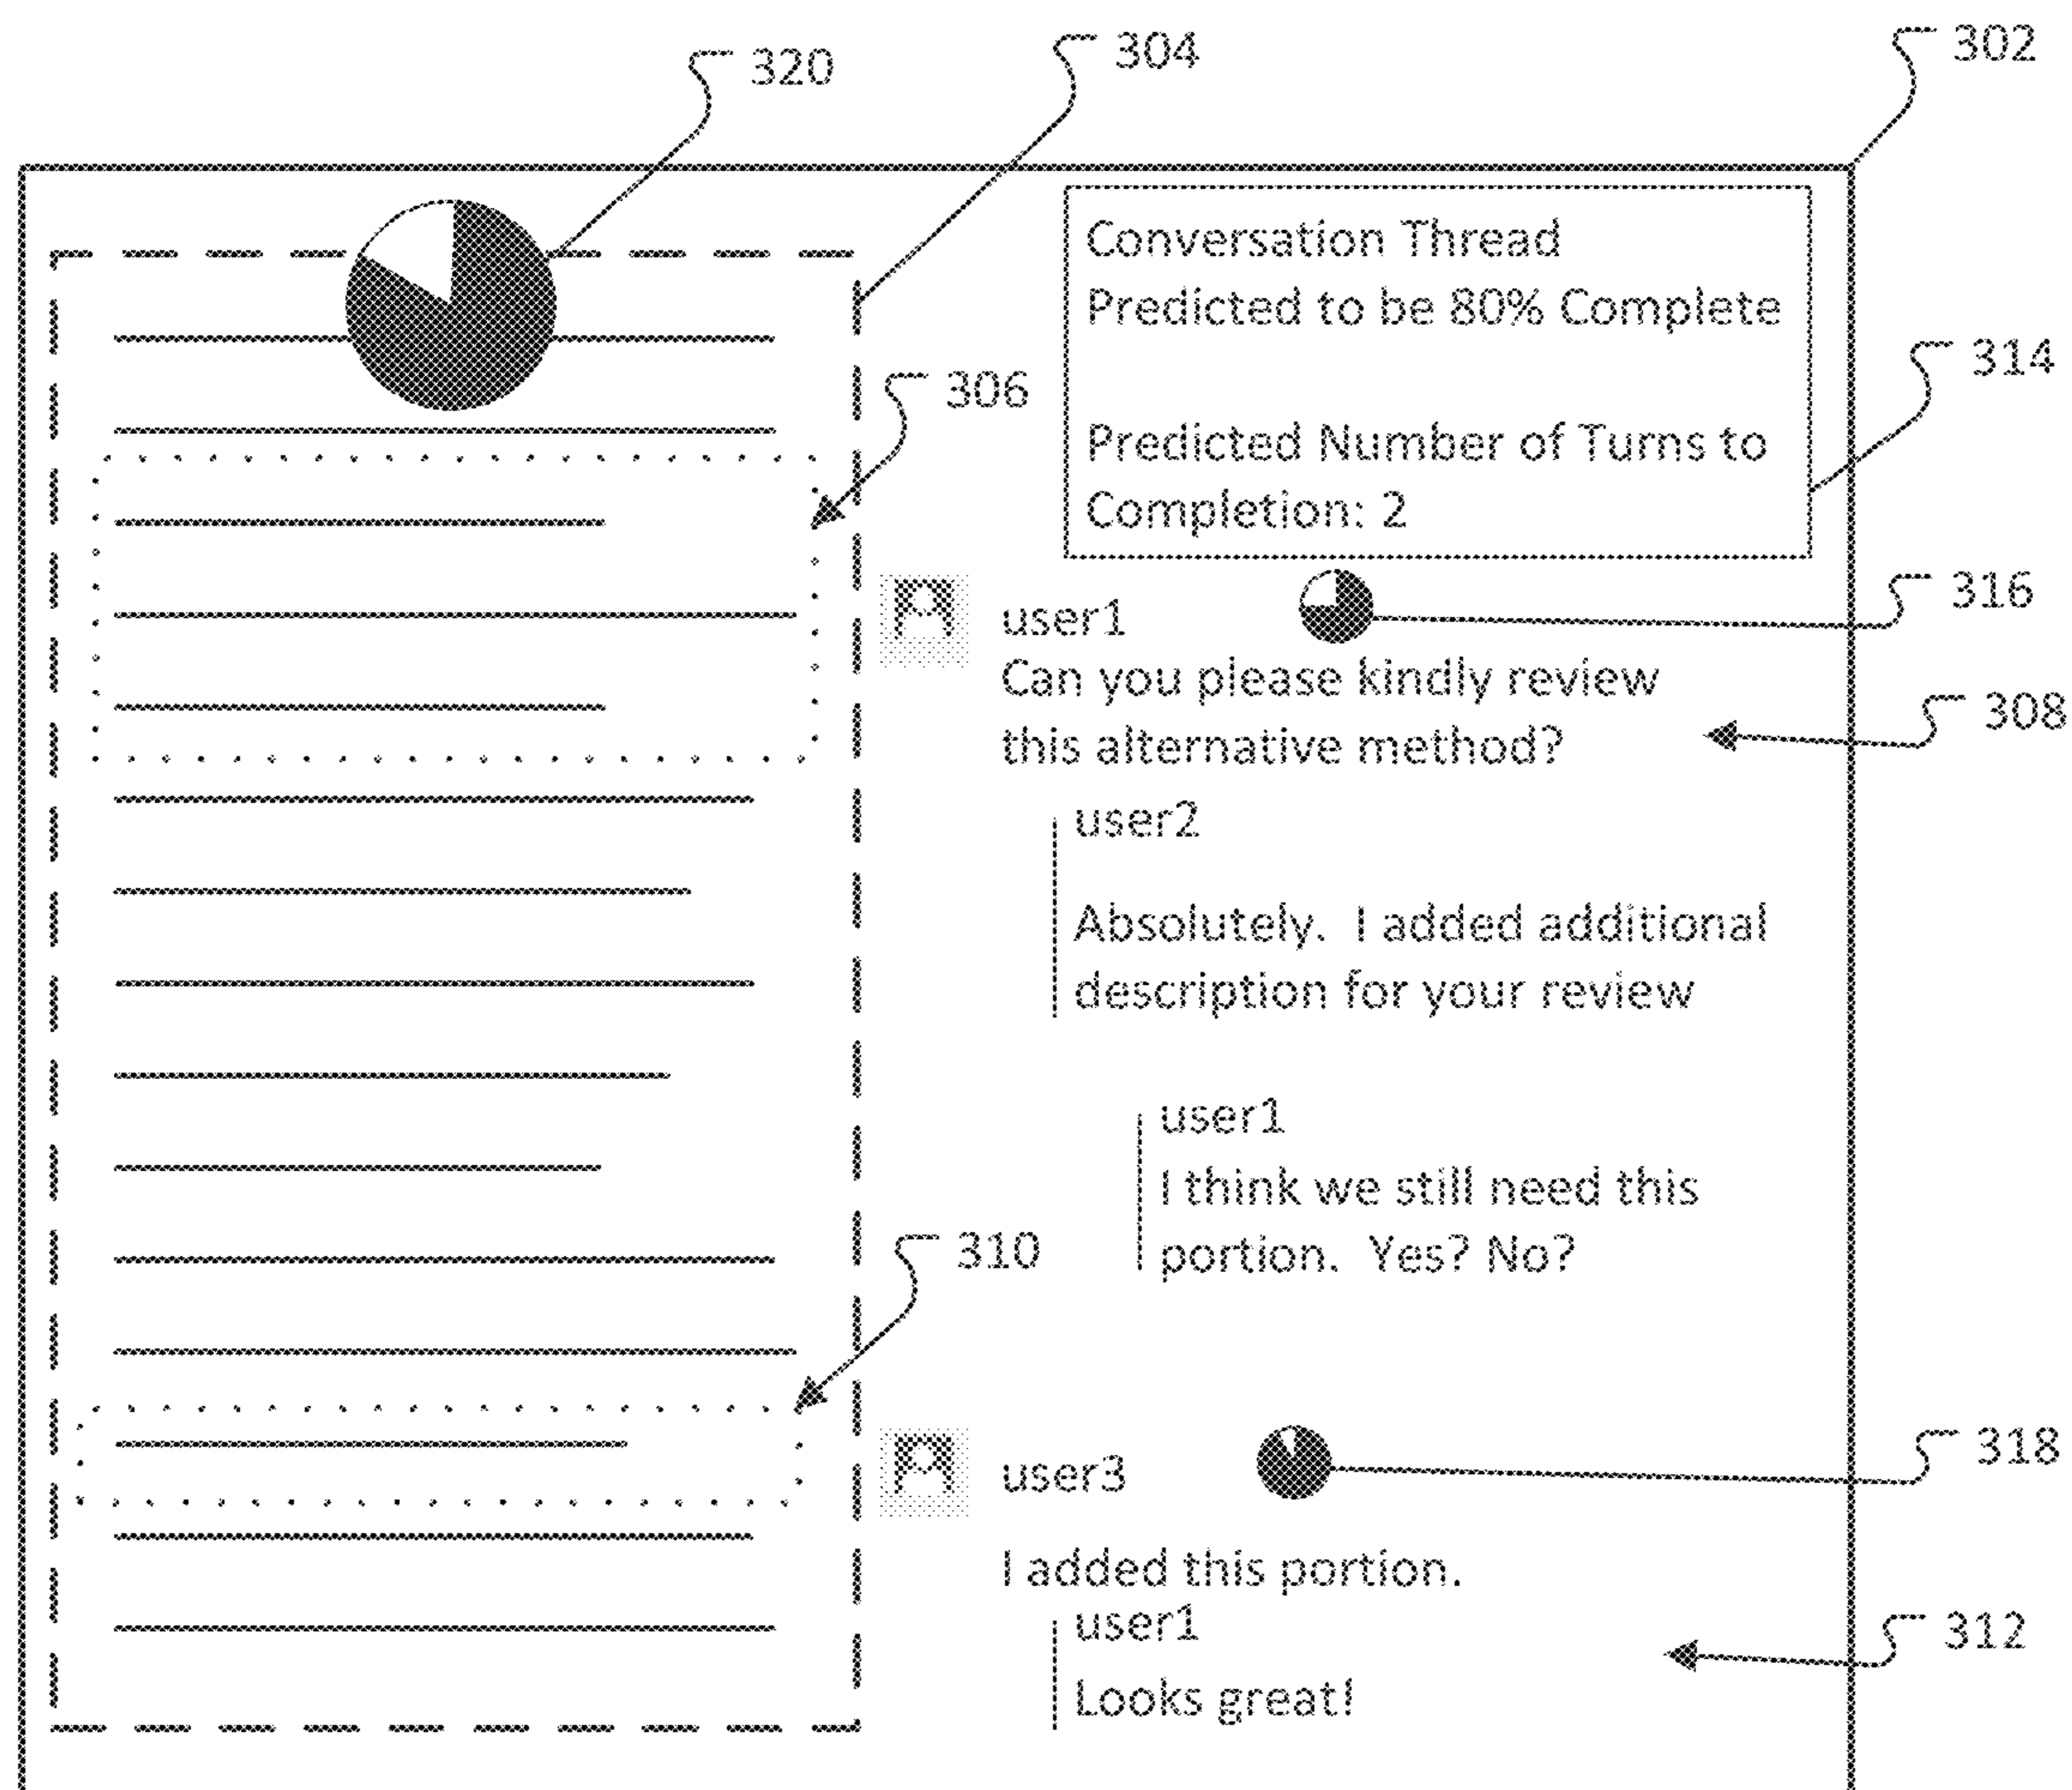 320
304
302
Conversation Thread
Predicted to be 80% Complete
314
306
Predicted Number of Turns to
Completion: 2
316
user1
Can you please kindly review
308
this alternative method?
user2
Absolutely. I added additional
description for your review
user1
I think we still need this
310
portion. Yes? No?
318
user3
I added this portion.
user1
312
Looks great!